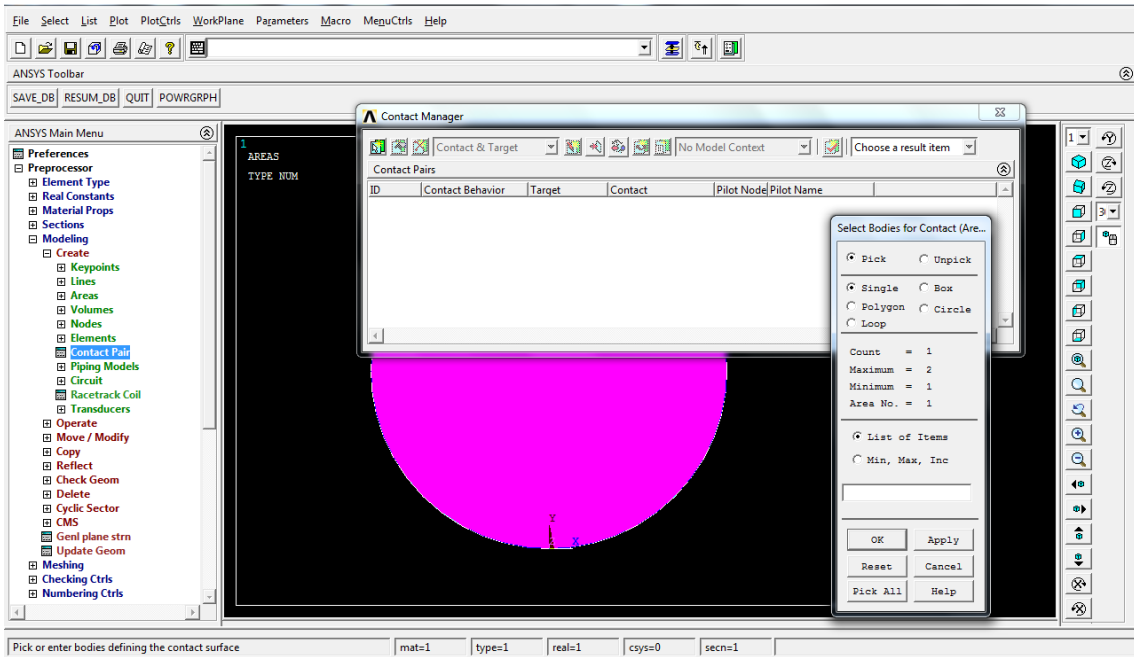 File Select List Plot PlotCtrls WorkPlane Parameters Macro MenuCtrls Help
ANSYS Toolbar
SAVE_DB RESUM_DB QUIT POWRGRPH
ANSYS Main Menu
Preferences
Preprocessor
Element Type
Real Constants
Material Props
Sections
Modeling
Create
Keypoints
Lines
Areas
Volumes
Nodes
Elements
Contact Pair
Piping Models
Circuit
Racetrack Coil
Transducers
Operate
Move / Modify
Copy
Reflect
Check Geom
Delete
Cyclic Sector
CMS
Genl plane strn
Update Geom
Meshing
Checking Ctrls
Numbering Ctrls
1
AREAS
TYPE NUM
Y
X
Contact Manager
Contact & Target No Model Context Choose a result item
Contact Pairs
ID Contact Behavior Target Contact Pilot Node Pilot Name
Select Bodies for Contact (Are...
Pick Unpick
Single Box
Polygon Circle
Loop
Count = 1
Maximum = 2
Minimum = 1
Area No. = 1
List of Items
Min, Max, Inc
OK Apply
Reset Cancel
Pick All Help
1
3
Pick or enter bodies defining the contact surface mat=1 type=1 real=1 csys=0 secn=1